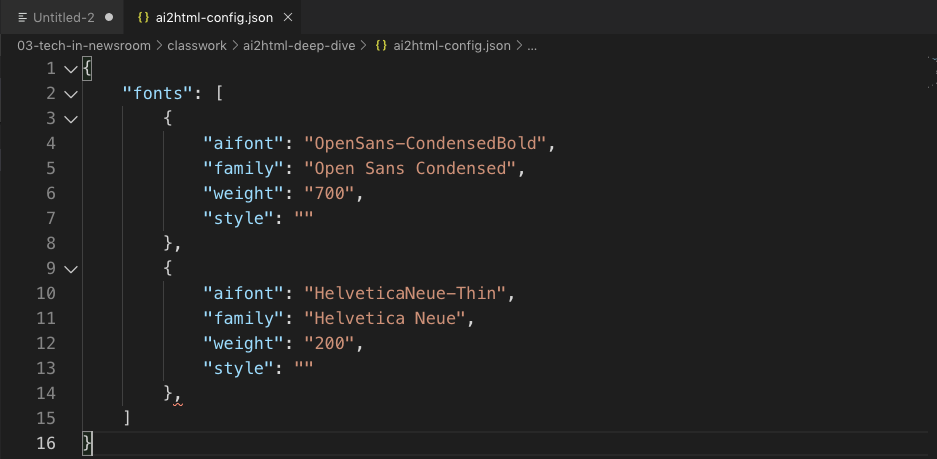 Untitled-2
{} ai2html-config.json ×
03-tech-in-newsroom > classwork > ai2html-deep-dive > {} ai2html-config.json > ...
1 {
2 "fonts": [
3 {
4 "aifont": "OpenSans-CondensedBold",
5 "family": "Open Sans Condensed",
6 "weight": "700",
7 "style": ""
8 },
9 {
10 "aifont": "HelveticaNeue-Thin",
11 "family": "Helvetica Neue",
12 "weight": "200",
13 "style": ""
14 },
15 ]
16 }